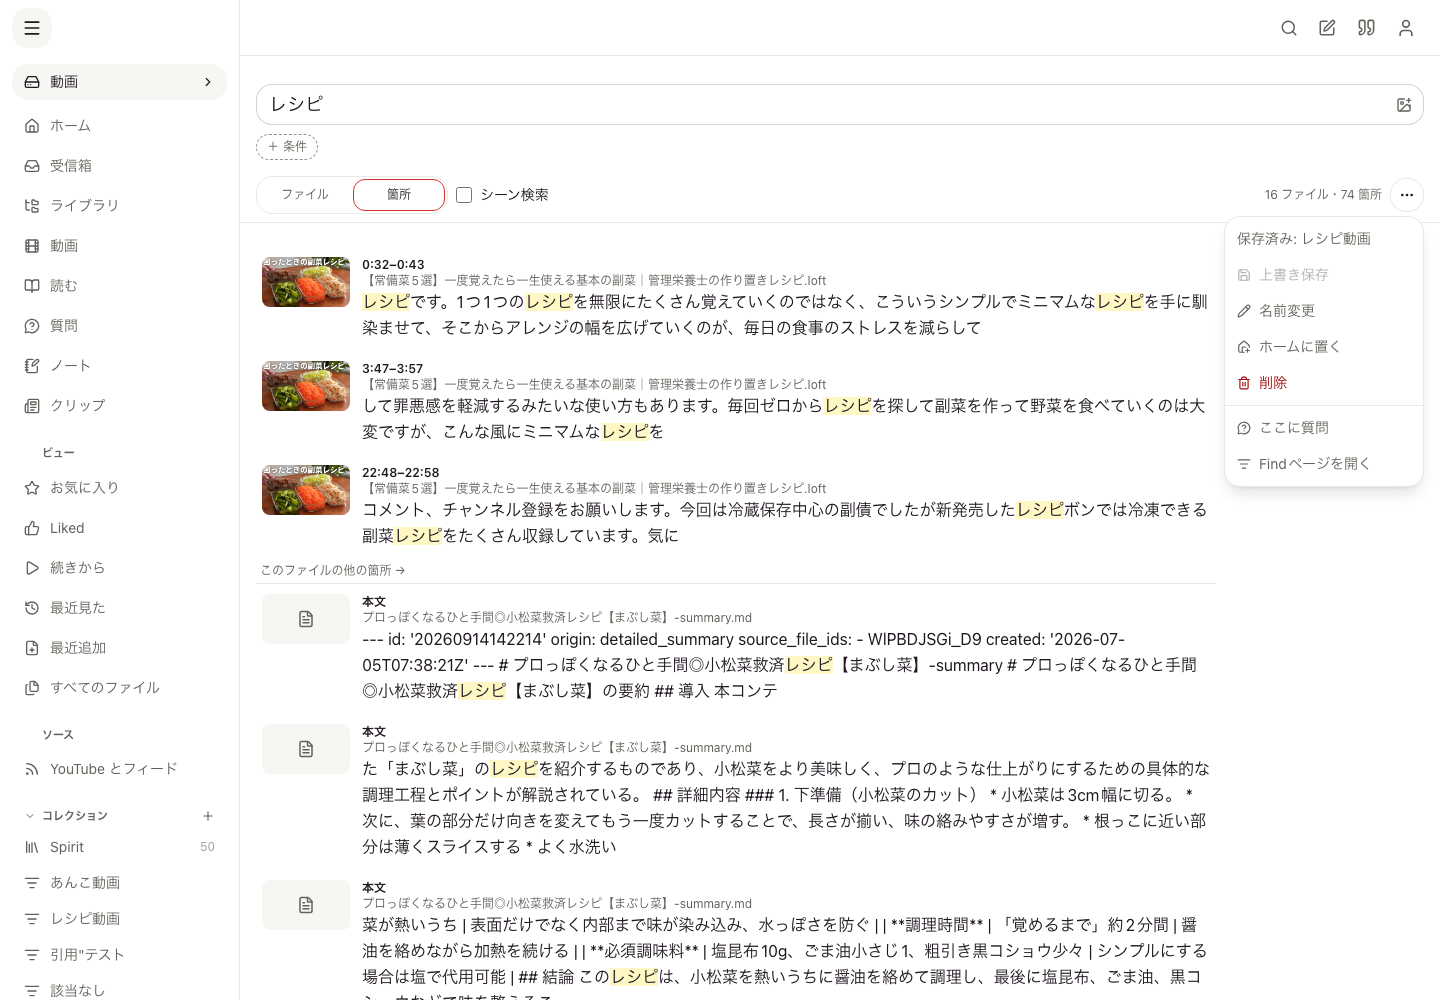 動画
ホーム
受信箱
ライブラリ
動画
読む
質問
ノート
クリップ
ビュー
お気に入り
Liked
続きから
最近見た
最近追加
すべてのファイル
ソース
YouTube とフィード
コレクション
Spirit 50
あんこ動画
レシピ動画
引用"テスト
該当なし
レシピ
+ 条件
ファイル 箇所 シーン検索
16 ファイル・74 箇所
保存済み: レシピ動画
上書き保存
名前変更
ホームに置く
削除
ここに質問
Findページを開く
困ったときの副菜レシピ
0:32–0:43
【常備菜5選】一度覚えたら一生使える基本の副菜｜管理栄養士の作り置きレシピ.loft
レシピです。1つ1つのレシピを無限にたくさん覚えていくのではなく、こういうシンプルでミニマムなレシピを手に馴
染ませて、そこからアレンジの幅を広げていくのが、毎日の食事のストレスを減らして
困ったときの副菜レシピ
3:47–3:57
【常備菜5選】一度覚えたら一生使える基本の副菜｜管理栄養士の作り置きレシピ.loft
して罪悪感を軽減するみたいな使い方もあります。毎回ゼロからレシピを探して副菜を作って野菜を食べていくのは大
変ですが、こんな風にミニマムなレシピを
困ったときの副菜レシピ
22:48–22:58
【常備菜5選】一度覚えたら一生使える基本の副菜｜管理栄養士の作り置きレシピ.loft
コメント、チャンネル登録をお願いします。今回は冷蔵保存中心の副債でしたが新発売したレシピボンでは冷凍できる
副菜レシピをたくさん収録しています。気に
このファイルの他の箇所 →
本文
プロっぽくなるひと手間◎小松菜救済レシピ【まぶし菜】-summary.md
--- id: '20260914142214' origin: detailed_summary source_file_ids: - WIPBDJSGi_D9 created: '2026-07-
05T07:38:21Z' --- # プロっぽくなるひと手間◎小松菜救済レシピ【まぶし菜】-summary # プロっぽくなるひと手間
◎小松菜救済レシピ【まぶし菜】の要約 ## 導入 本コンテ
本文
プロっぽくなるひと手間◎小松菜救済レシピ【まぶし菜】-summary.md
た「まぶし菜」のレシピを紹介するものであり、小松菜をより美味しく、プロのような仕上がりにするための具体的な
調理工程とポイントが解説されている。 ## 詳細内容 ### 1. 下準備（小松菜のカット） * 小松菜は3cm幅に切る。 *
次に、葉の部分だけ向きを変えてもう一度カットすることで、長さが揃い、味の絡みやすさが増す。 * 根っこに近い部
分は薄くスライスする * よく水洗い
本文
プロっぽくなるひと手間◎小松菜救済レシピ【まぶし菜】-summary.md
菜が熱いうち | 表面だけでなく内部まで味が染み込み、水っぽさを防ぐ | | **調理時間** | 「覚めるまで」約2分間 | 醤
油を絡めながら加熱を続ける | | **必須調味料** | 塩昆布10g、ごま油小さじ1、粗引き黒コショウ少々 | シンプルにする
場合は塩で代用可能 | ## 結論 このレシピは、小松菜を熱いうちに醤油を絡めて調理し、最後に塩昆布、ごま油、黒コ